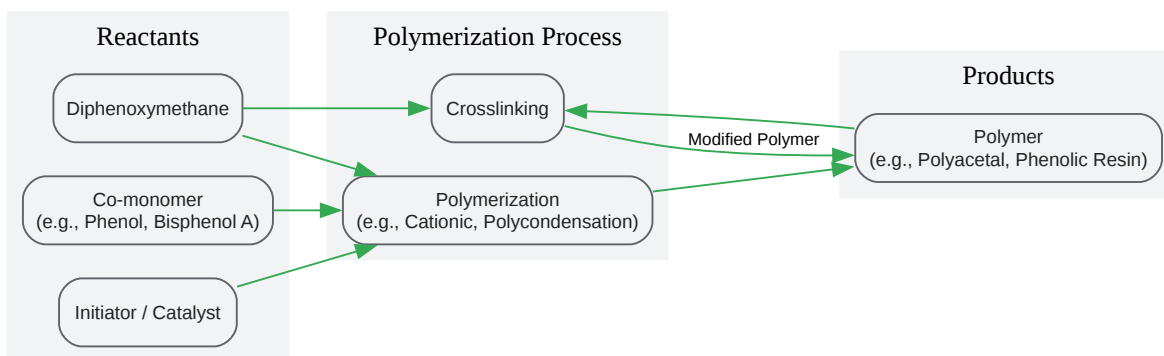 Reactants
Diphenoxymethane
Co-monomer
(e.g., Phenol, Bisphenol A)
Initiator / Catalyst
Polymerization Process
Crosslinking
Polymerization
(e.g., Cationic, Polycondensation)
Modified Polymer
Products
Polymer
(e.g., Polyacetal, Phenolic Resin)